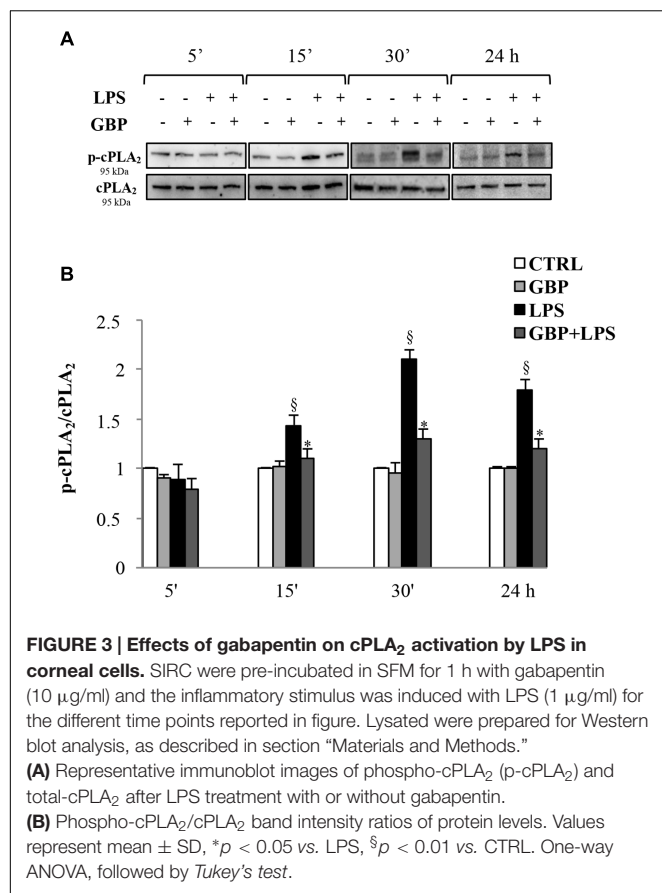 A
5’ 15’ 30’ 24 h
LPS - - + + - - + + - - + + - - + +
GBP - + - + - + - + - + - + - + - +
p-cPLA₂
95 kDa
cPLA₂
95 kDa
B
CTRL
GBP
LPS
GBP+LPS
p-cPLA₂/cPLA₂
2.5
2
1.5
1
0.5
0
§ * § * § *
5' 15' 30' 24 h
FIGURE 3 | Effects of gabapentin on cPLA₂ activation by LPS in
corneal cells. SIRC were pre-incubated in SFM for 1 h with gabapentin
(10 μg/ml) and the inflammatory stimulus was induced with LPS (1 μg/ml) for
the different time points reported in figure. Lysated were prepared for Western
blot analysis, as described in section “Materials and Methods.”
(A) Representative immunoblot images of phospho-cPLA₂ (p-cPLA₂) and
total-cPLA₂ after LPS treatment with or without gabapentin.
(B) Phospho-cPLA₂/cPLA₂ band intensity ratios of protein levels. Values
represent mean ± SD, *p < 0.05 vs. LPS, §p < 0.01 vs. CTRL. One-way
ANOVA, followed by Tukey's test.